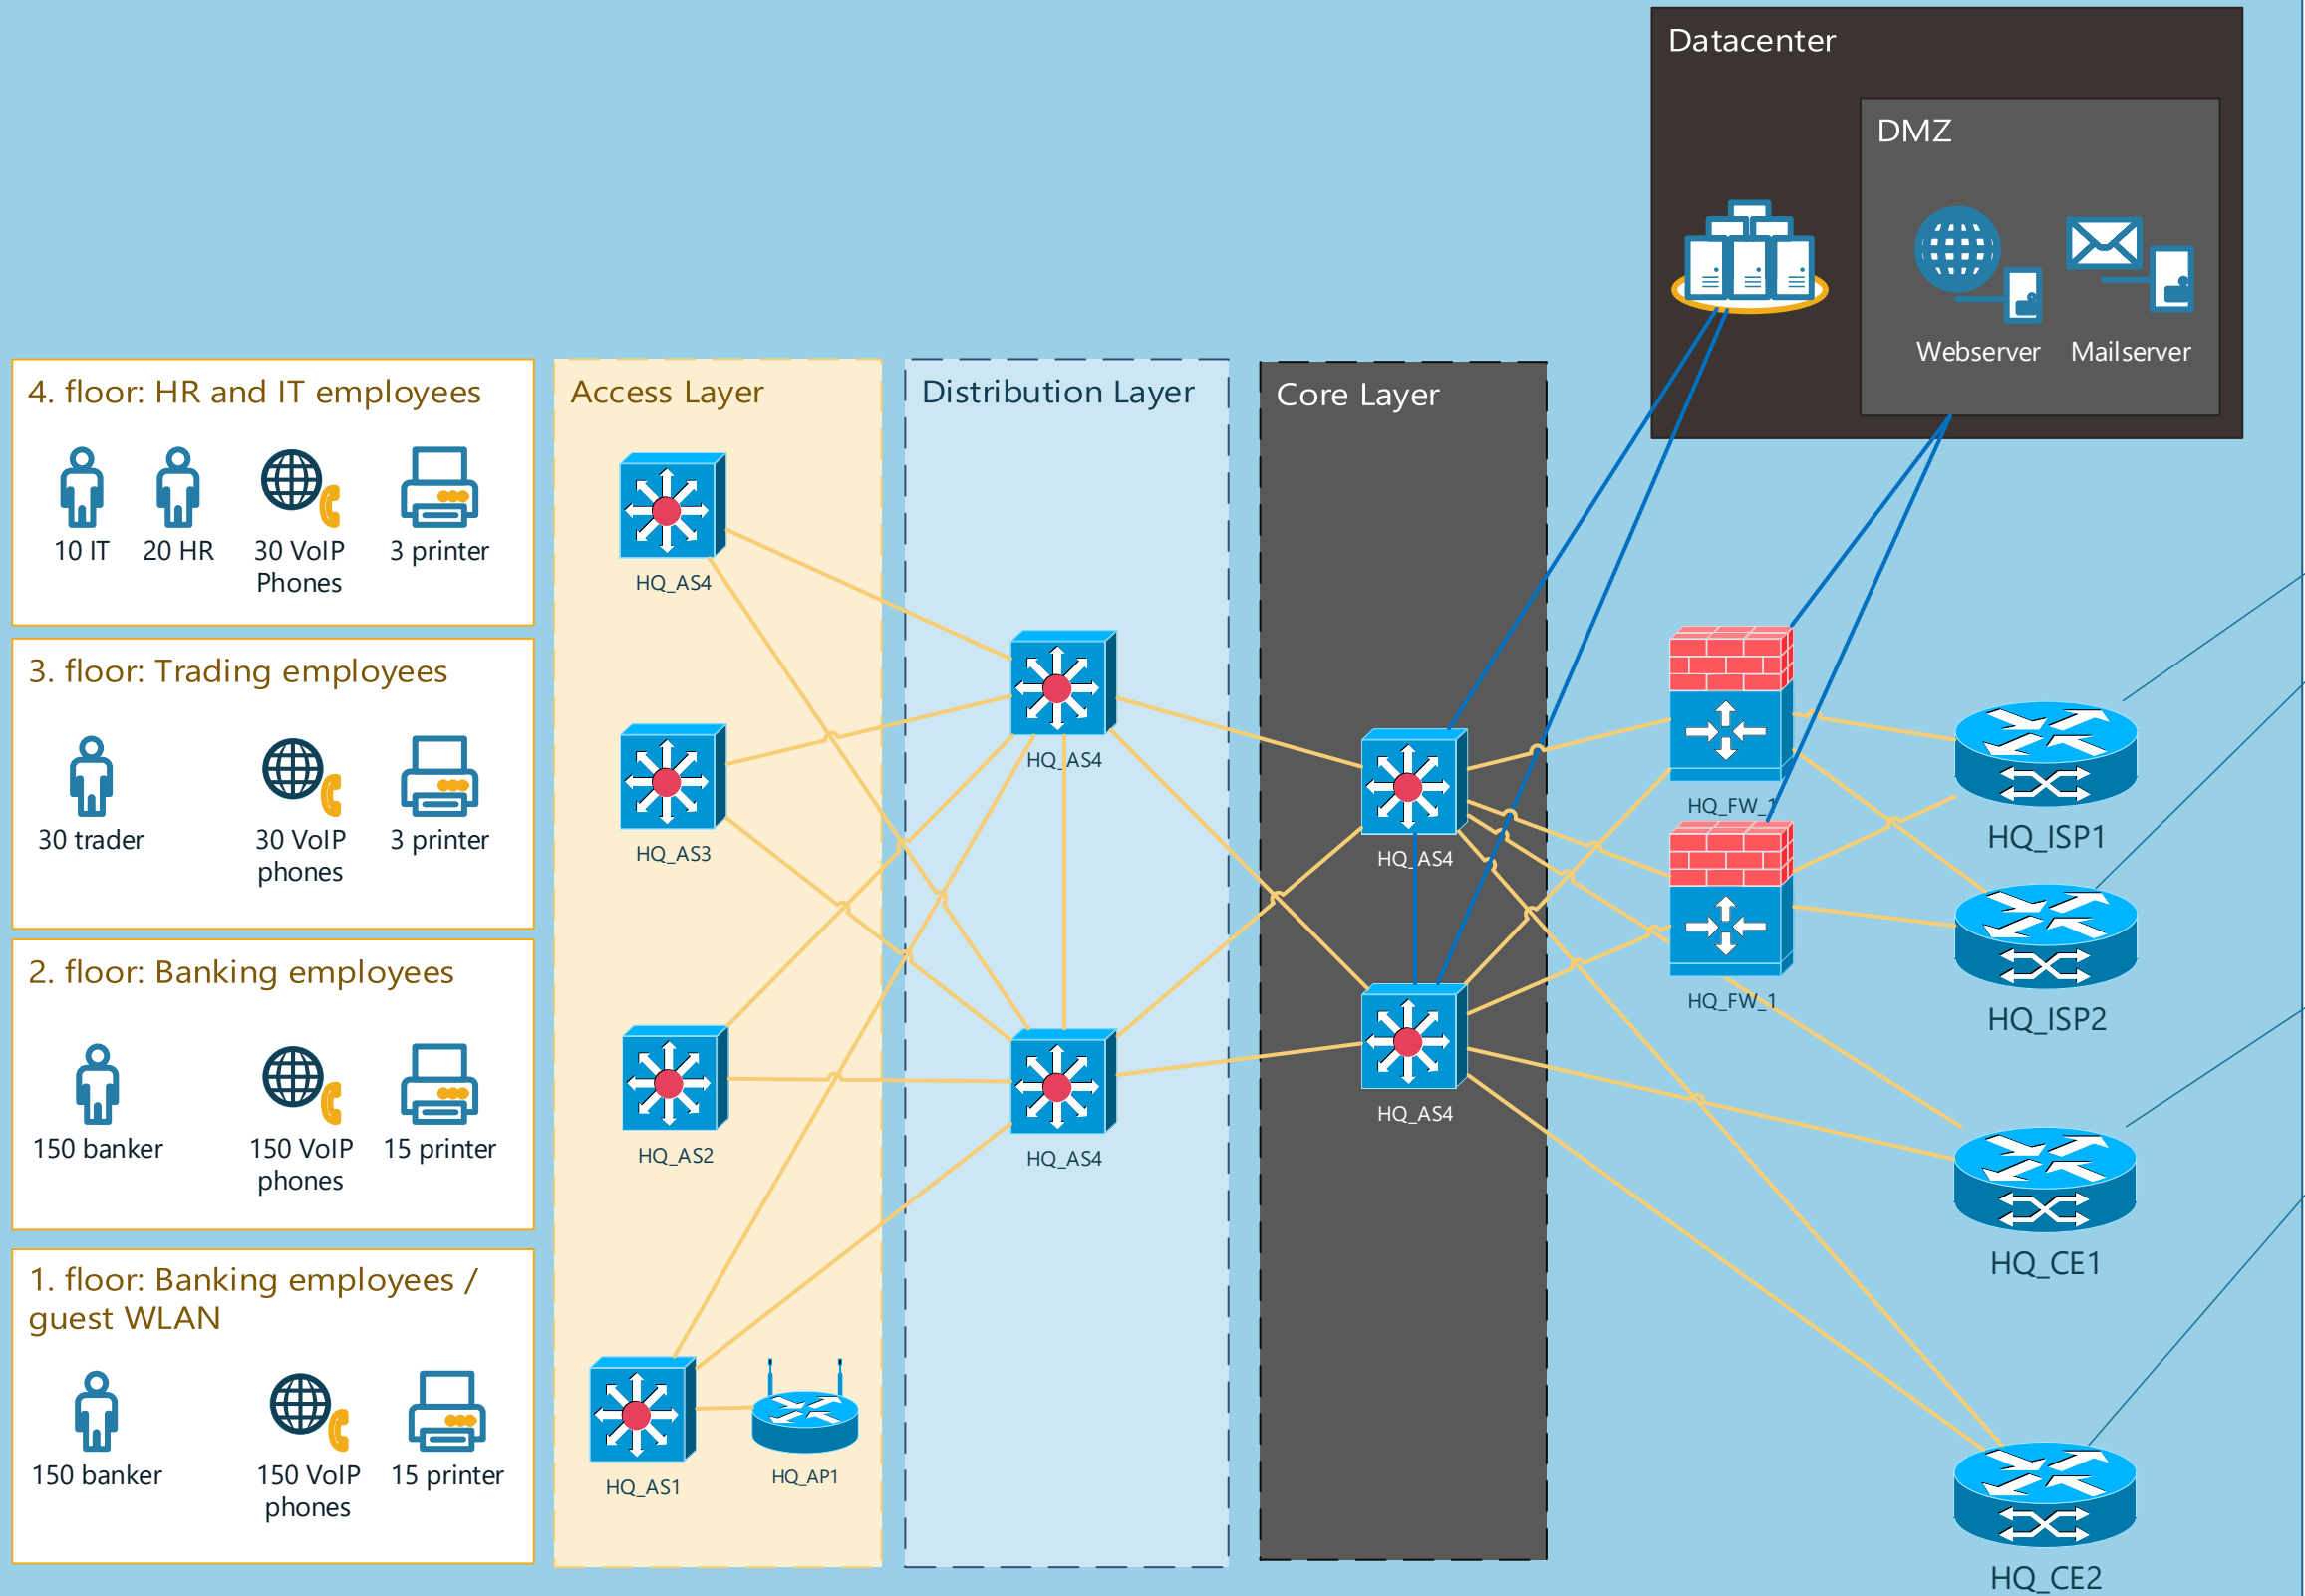 Datacenter
DMZ
Webserver
Mailserver
4. floor: HR and IT employees
10 IT
20 HR
30 VoIP
Phones
3 printer
3. floor: Trading employees
30 trader
30 VoIP
phones
3 printer
2. floor: Banking employees
150 banker
150 VoIP
phones
15 printer
1. floor: Banking employees /
guest WLAN
150 banker
150 VoIP
phones
15 printer
Access Layer
HQ_AS4
HQ_AS3
HQ_AS2
HQ_AS1
HQ_AP1
Distribution Layer
HQ_AS4
HQ_AS4
Core Layer
HQ_AS4
HQ_AS4
HQ_FW_1
HQ_FW_1
HQ_ISP1
HQ_ISP2
HQ_CE1
HQ_CE2